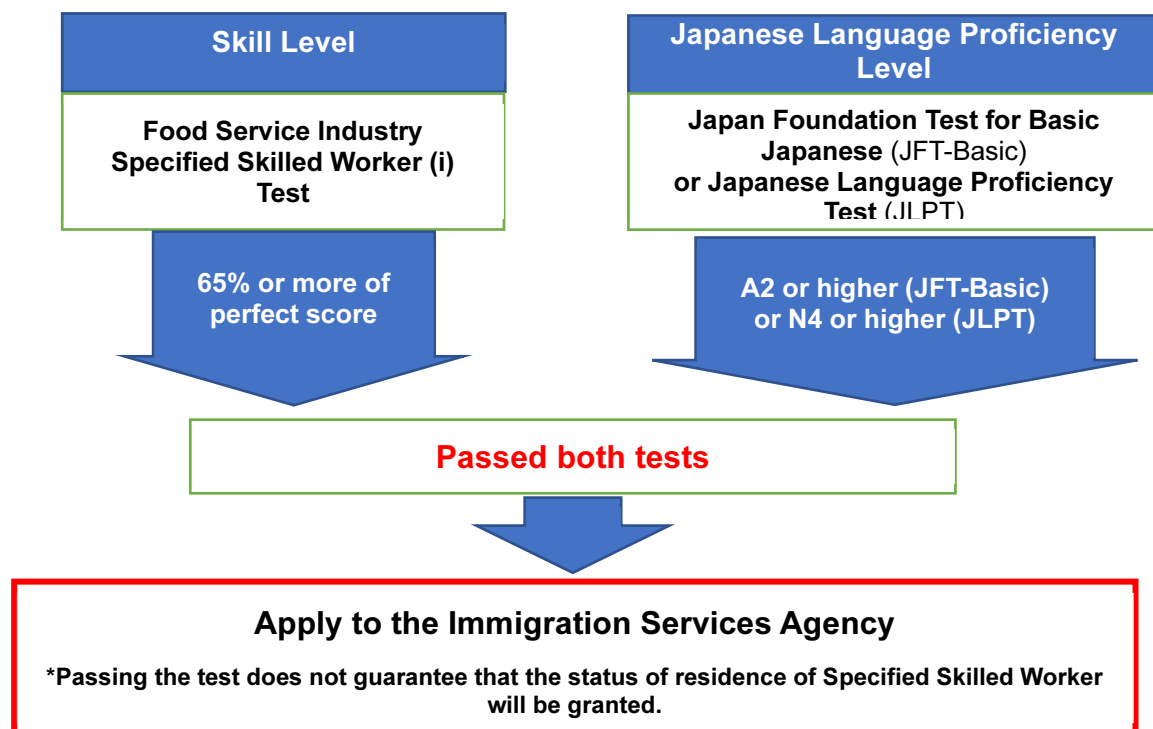 Skill Level
Food Service Industry
Specified Skilled Worker (i)
Test
65% or more of
perfect score
Japanese Language Proficiency
Level
Japan Foundation Test for Basic
Japanese (JFT-Basic)
or Japanese Language Proficiency
Test (JLPT)
A2 or higher (JFT-Basic)
or N4 or higher (JLPT)
Passed both tests
Apply to the Immigration Services Agency
*Passing the test does not guarantee that the status of residence of Specified Skilled Worker
will be granted.